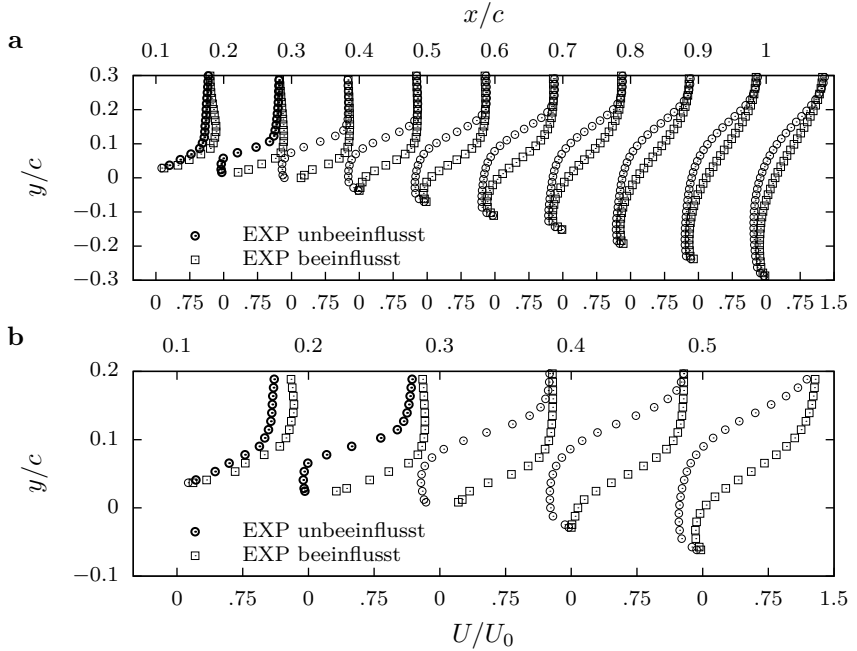 x/c
a
0.1 0.2 0.3 0.4 0.5 0.6 0.7 0.8 0.9 1
0.3
0.2
0.1
0
−0.1
−0.2
−0.3
y/c
EXP unbeeinflusst
EXP beeinflusst
0 .75 0 .75 0 .75 0 .75 0 .75 0 .75 0 .75 0 .75 0 .75 0 .75 1.5
b
0.1 0.2 0.3 0.4 0.5
0.2
0.1
0
−0.1
y/c
EXP unbeeinflusst
EXP beeinflusst
0 .75 0 .75 0 .75 0 .75 0 .75 1.5
U/U0